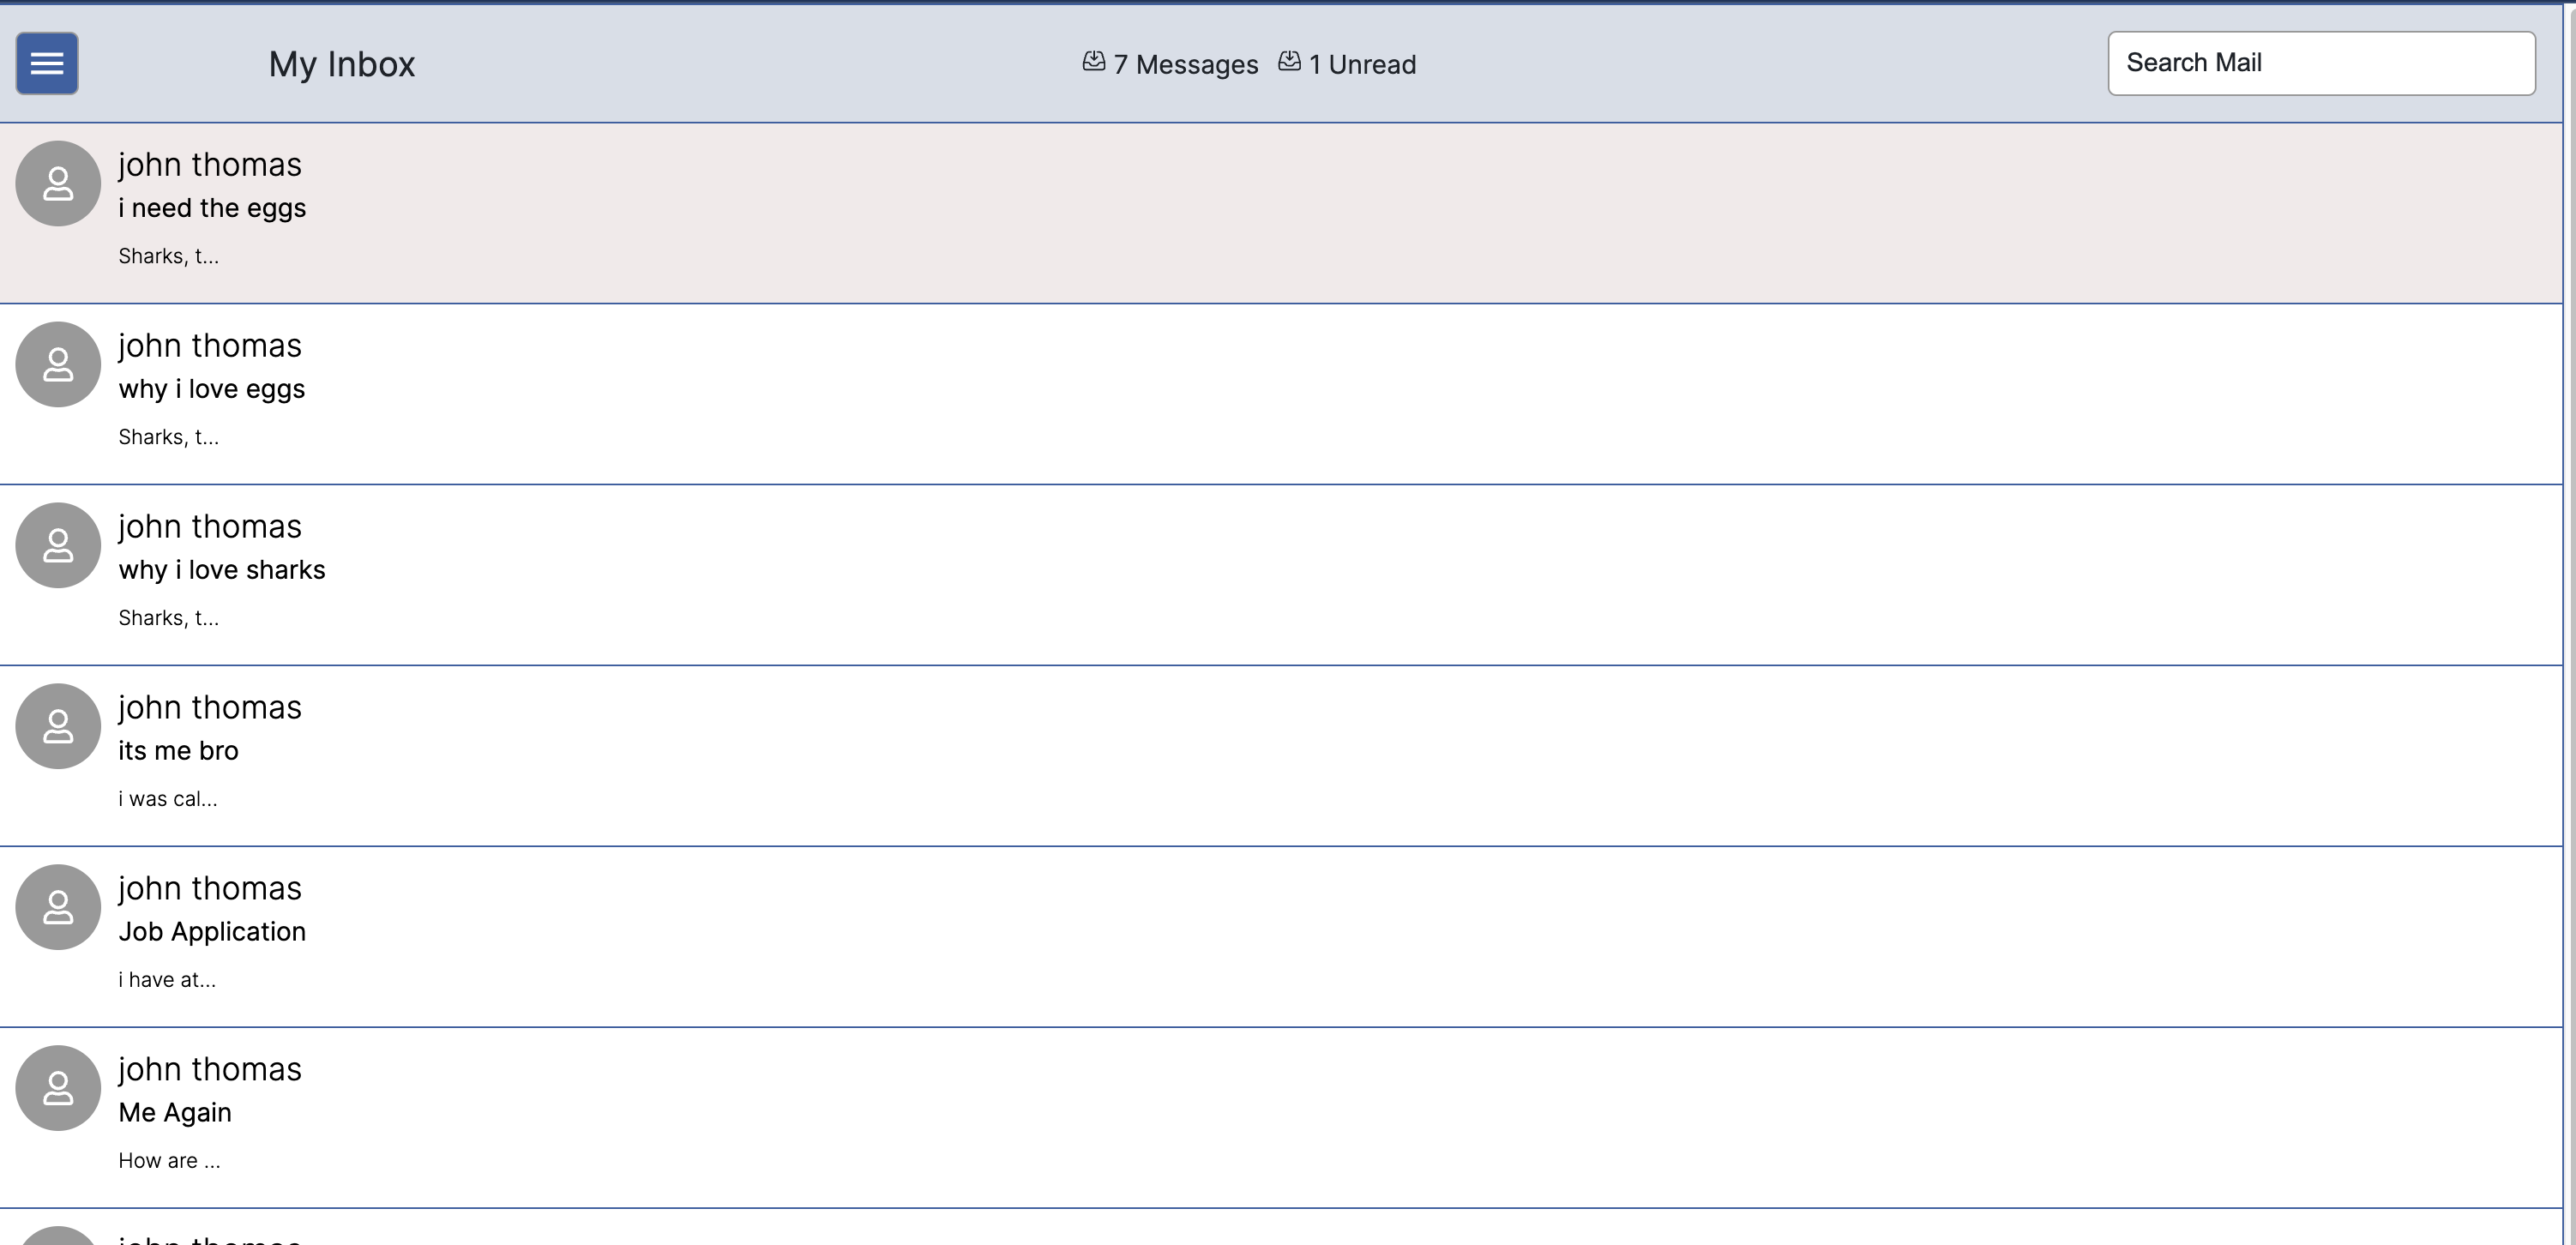 My Inbox
7 Messages 1 Unread
Search Mail
john thomas
i need the eggs
Sharks, t...
john thomas
why i love eggs
Sharks, t...
john thomas
why i love sharks
Sharks, t...
john thomas
its me bro
i was cal...
john thomas
Job Application
i have at...
john thomas
Me Again
How are ...
john thomas